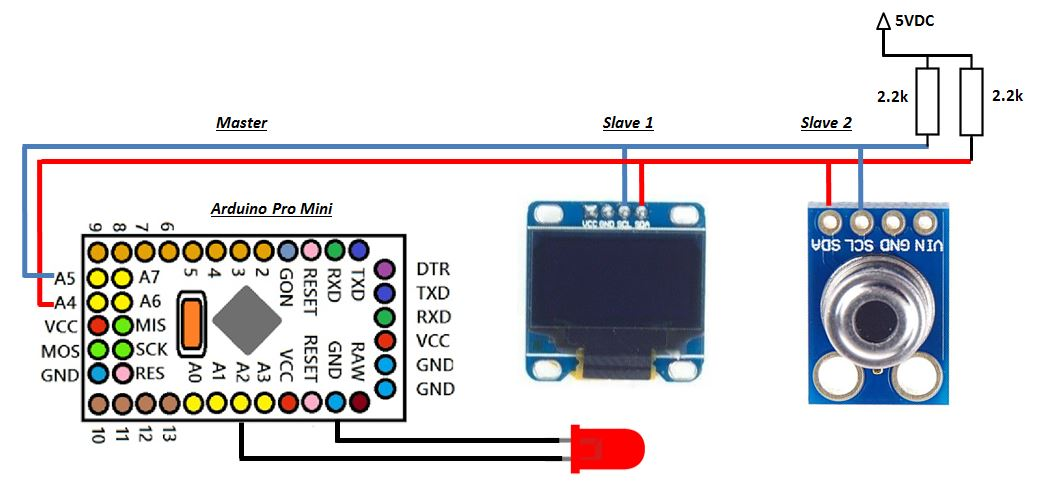 5VDC
2.2k
2.2k
Master
Slave 1
Slave 2
Arduino Pro Mini
9
8
7
6
5
4
3
2
GON
RESET
RXD
TXD
A5
A7
A4
A6
VCC
MIS
MOS
SCK
GND
RES
A0
A1
A2
A3
VCC
RESET
GND
RAW
10
11
12
13
DTR
TXD
RXD
VCC
GND
GND
VCC GND SCL SDA
VIN GND SCL SDA